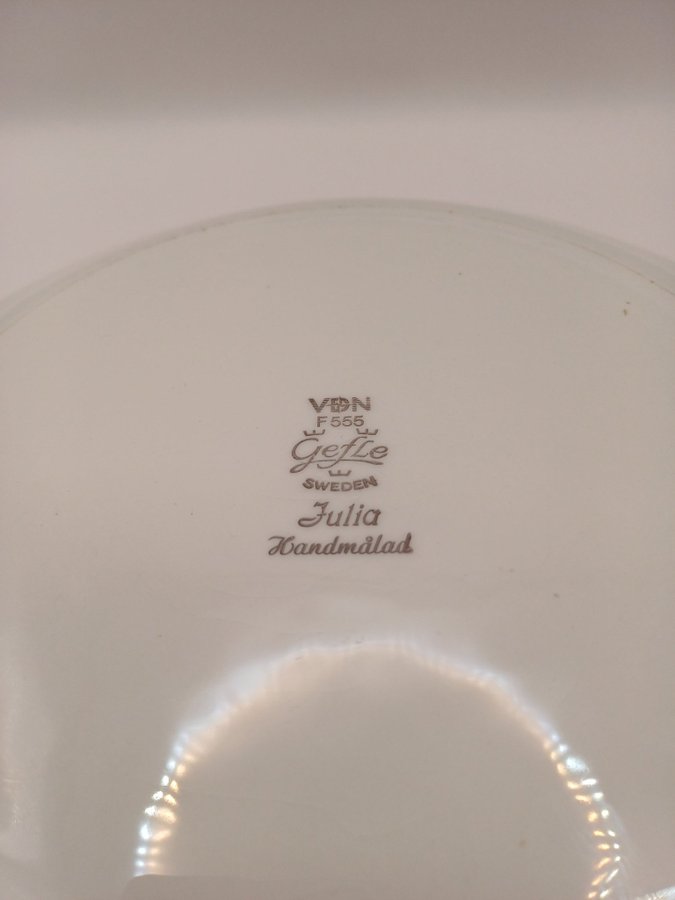 VDN
F 555
Gefle
SWEDEN
Julia
Handmålad